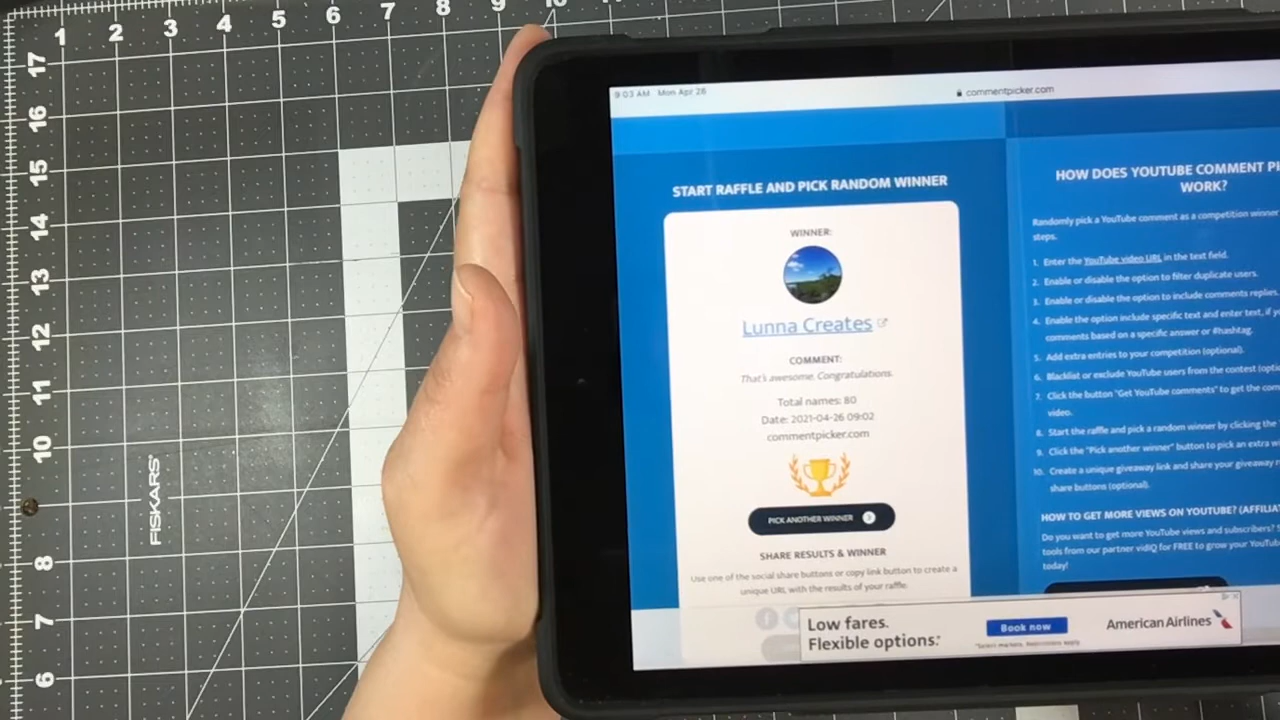 1 2 3 4 5 6 7 8 9 10
17
16
15
14
13
12
11
10
8
7
6
FISKARS
9:03 AM Mon Apr 26
commentpicker.com
START RAFFLE AND PICK RANDOM WINNER
WINNER:
Lunna Creates
COMMENT:
That's awesome. Congratulations.
Total names: 80
Date: 2021-04-26 09:02
commentpicker.com
PICK ANOTHER WINNER
SHARE RESULTS & WINNER
Use one of the social share buttons or copy link button to create a
unique URL with the results of your raffle.
HOW DOES YOUTUBE COMMENT
WORK?
Randomly pick a YouTube comment as a competition winner
steps.
1. Enter the YouTube video URL in the text field.
2. Enable or disable the option to filter duplicate users.
3. Enable or disable the option to include comments replies.
4. Enable the option include specific text and enter text, if
comments based on a specific answer or #hashtag.
5. Add extra entries to your competition (optional).
6. Blacklist or exclude YouTube users from the contest
7. Click the button "Get YouTube comments" to get the
video.
8. Start the raffle and pick a random winner by clicking the
9. Click the "Pick another winner" button to pick an extra
10. Create a unique giveaway link and share your giveaway
share buttons (optional).
HOW TO GET MORE VIEWS ON YOUTUBE?
Do you want to get more YouTube views and subscribers?
tools from our partner vidIQ for FREE to grow your
today!
Low fares.
Flexible options.*
Book now
*Select markets. Restrictions apply.
American Airlines